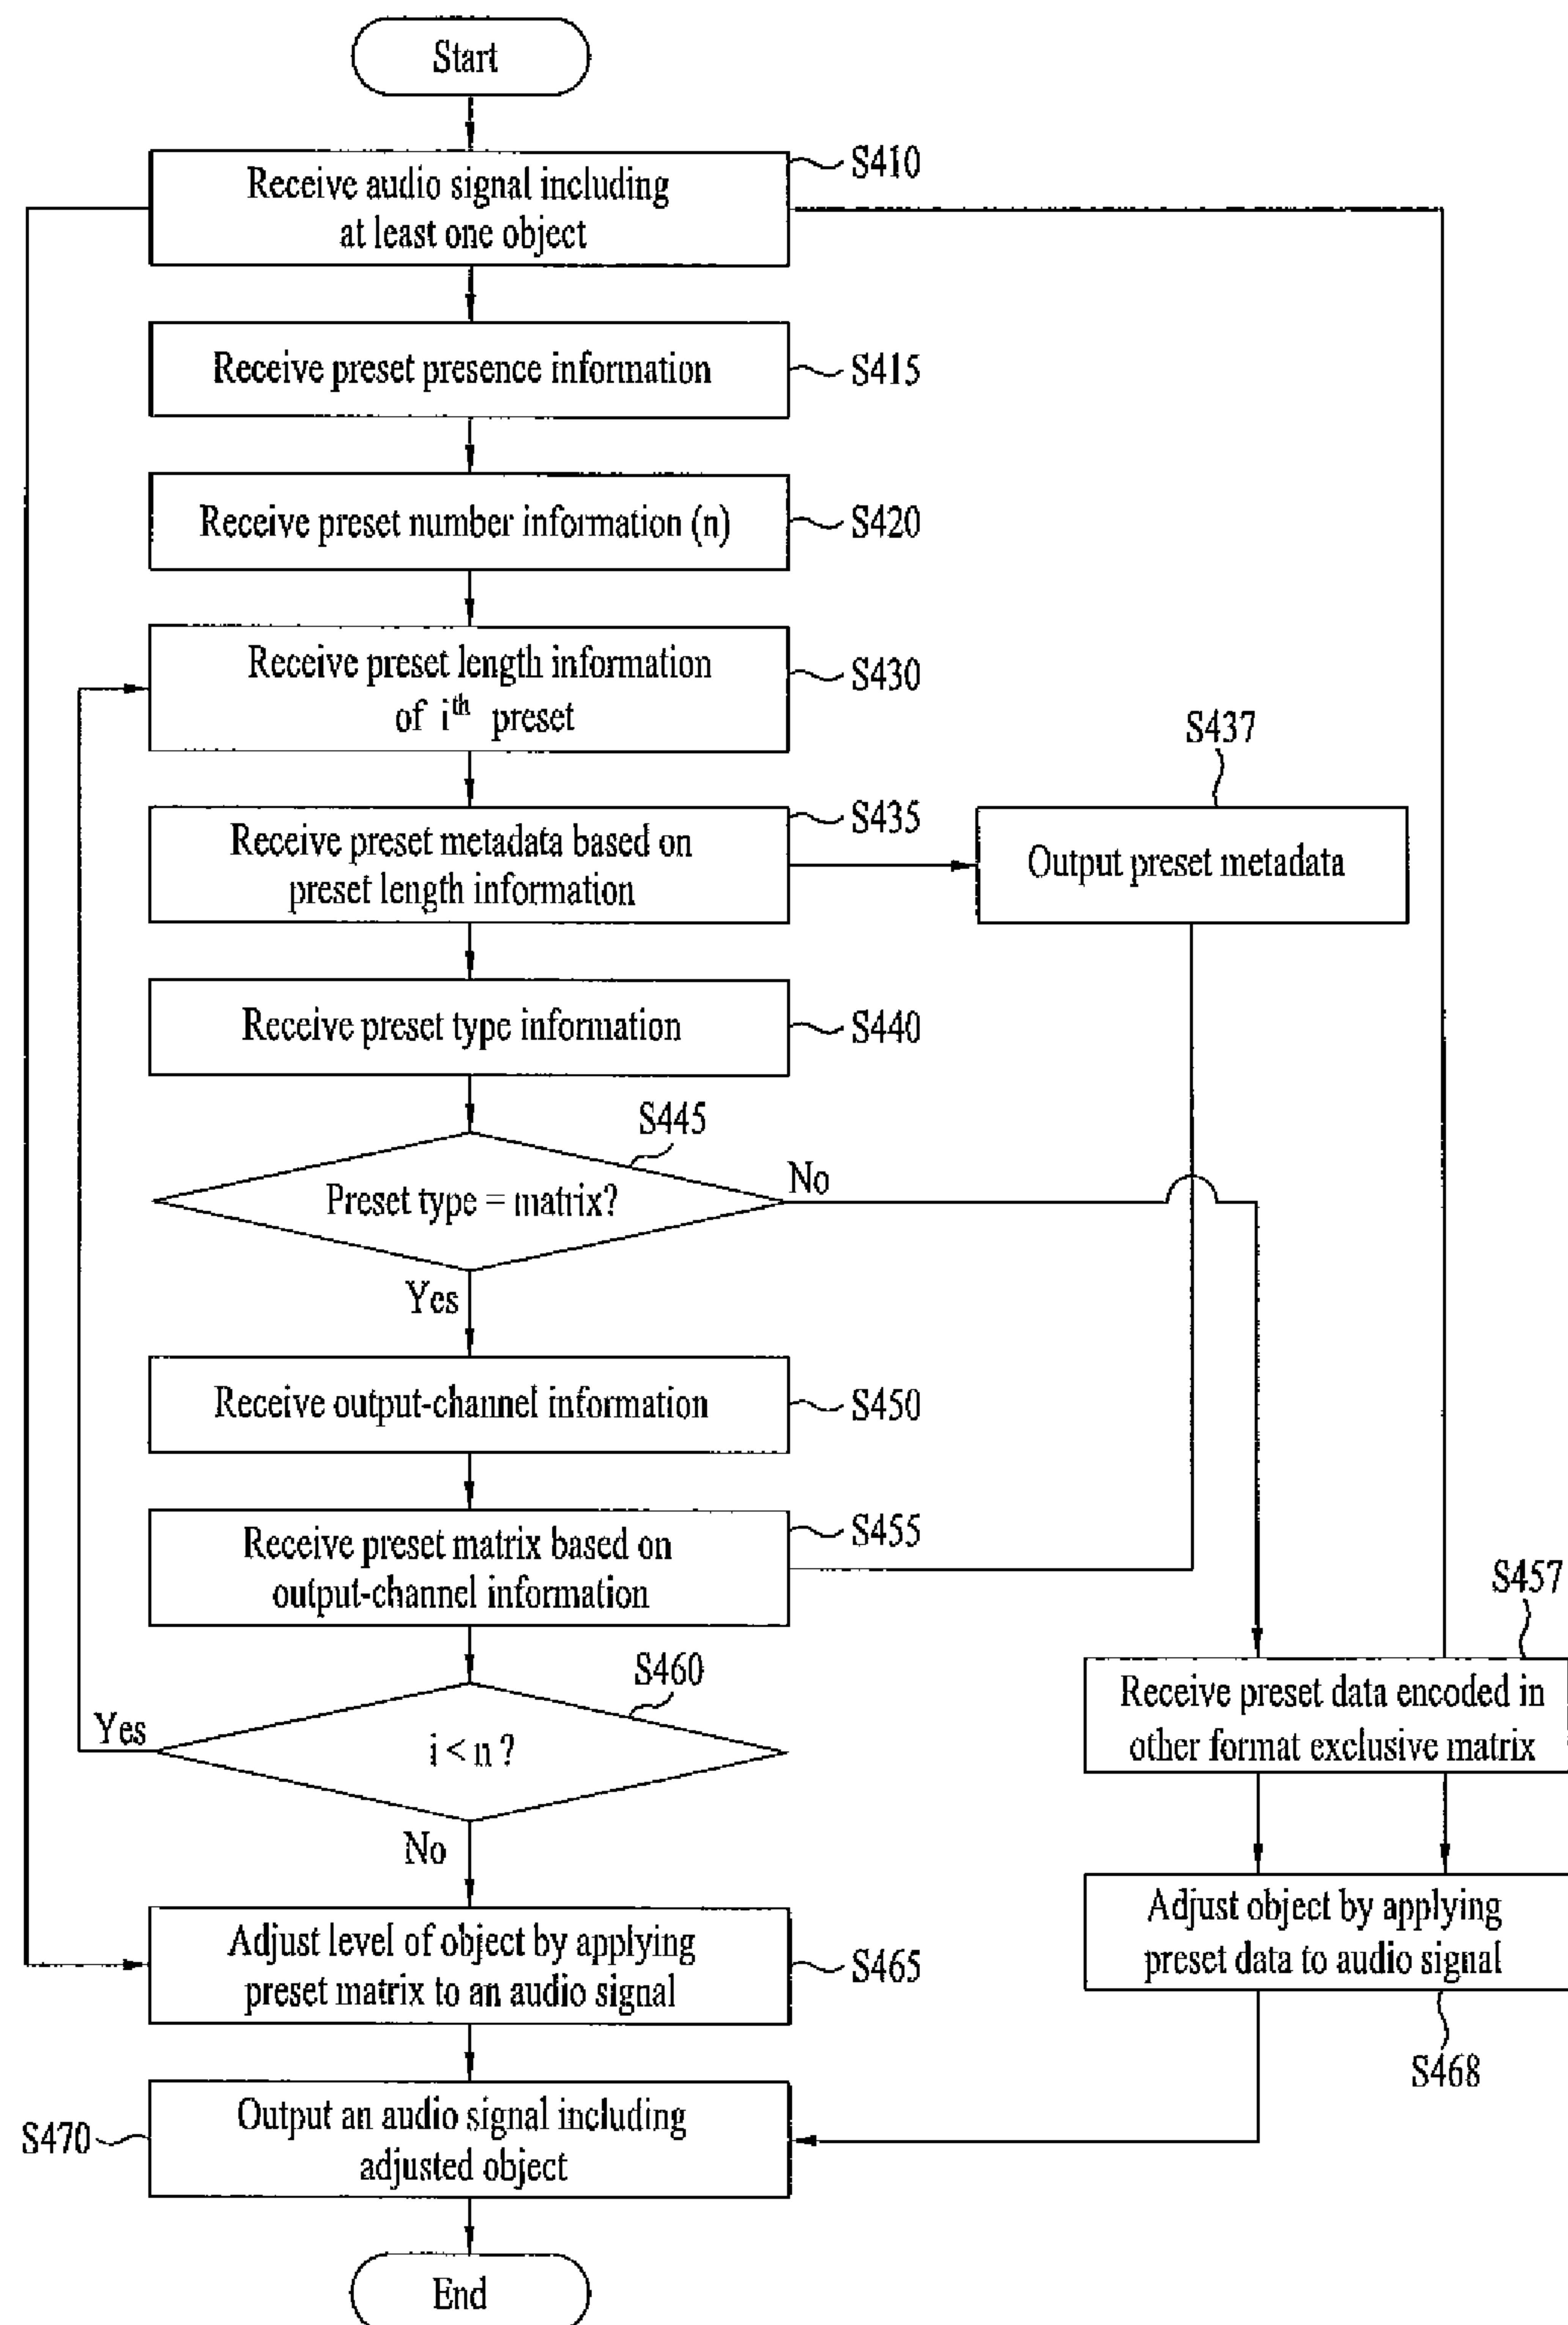 Start
Receive audio signal including
at least one object
S410
Receive preset presence information
S415
Receive preset number information (n)
S420
Receive preset length information
of ith preset
S430
Receive preset metadata based on
preset length information
S435
S437
Output preset metadata
Receive preset type information
S440
S445
Preset type = matrix?
No
Yes
Receive output-channel information
S450
Receive preset matrix based on
output-channel information
S455
S457
Receive preset data encoded in
other format exclusive matrix
S460
i < n ?
Yes
No
Adjust level of object by applying
preset matrix to an audio signal
S465
Adjust object by applying
preset data to audio signal
S468
Output an audio signal including
adjusted object
S470
End